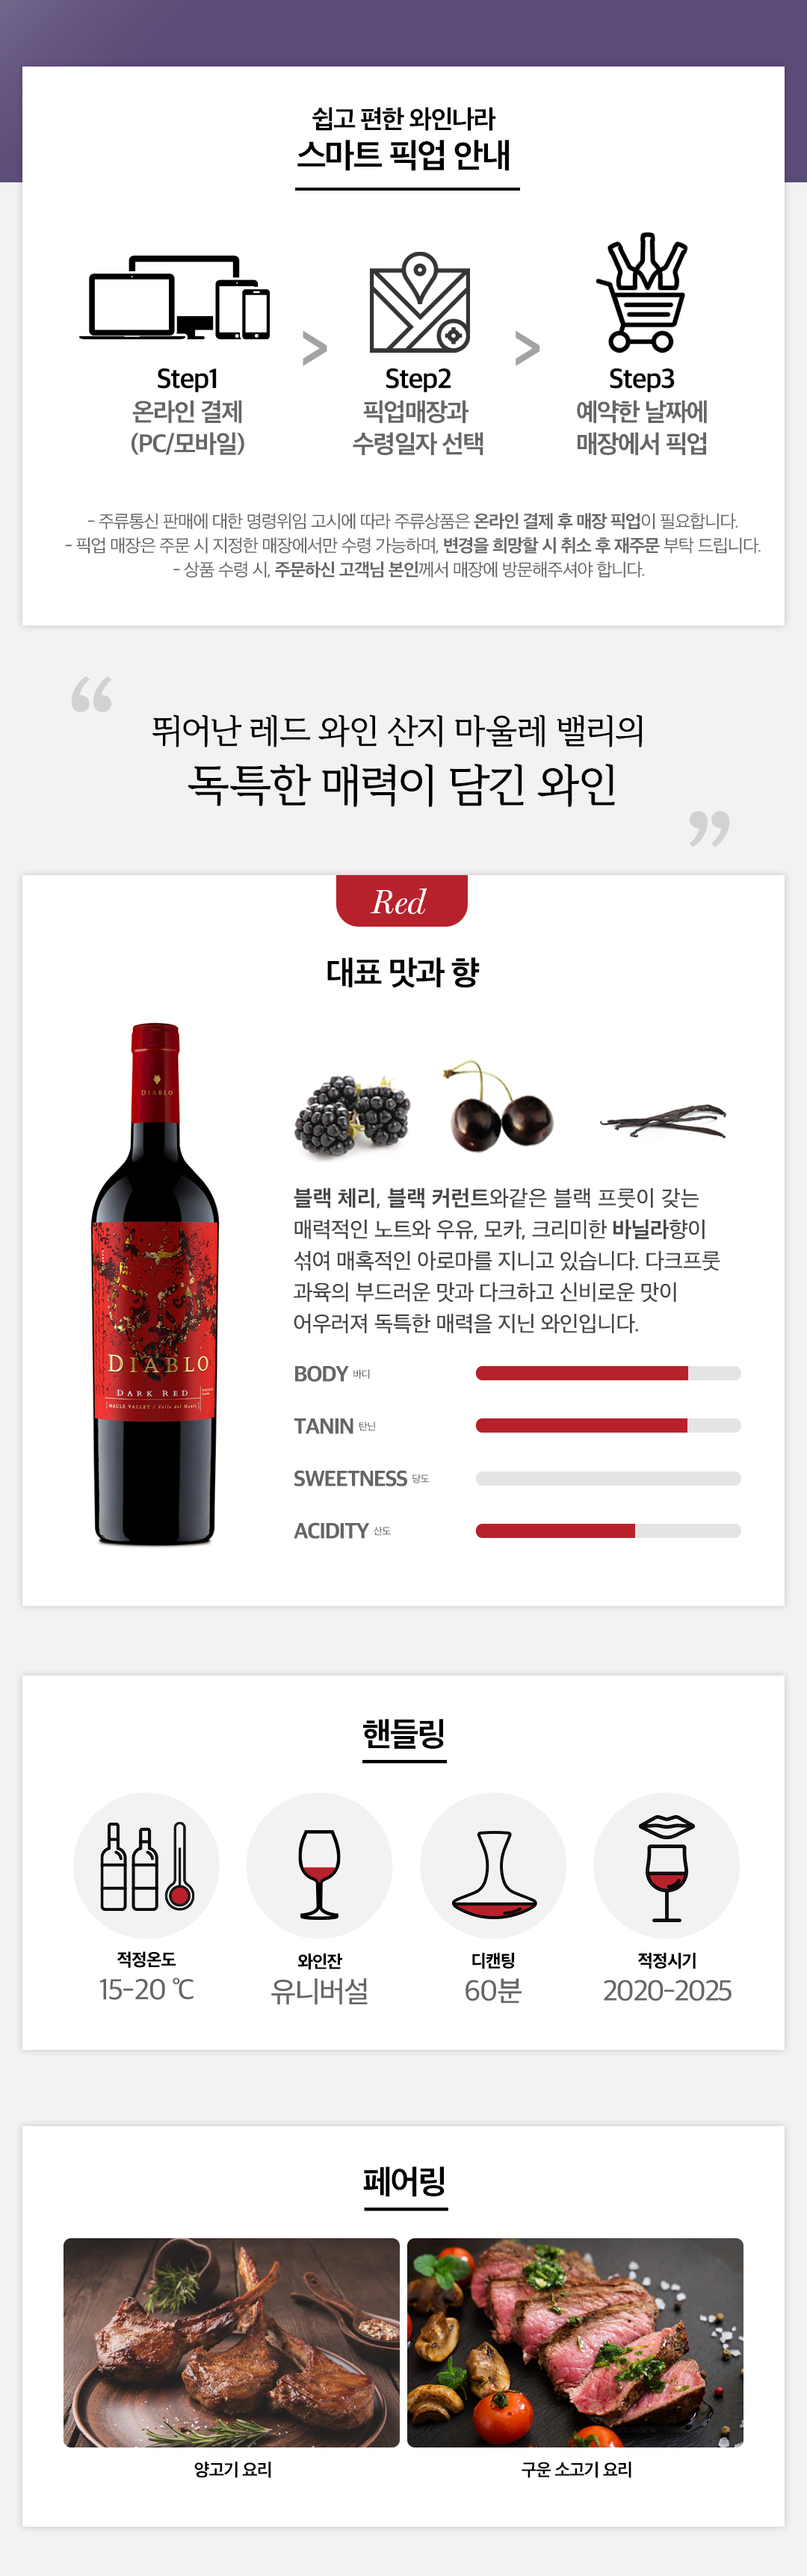 쉽고 편한 와인나라
스마트 픽업 안내
Step1
온라인 결제
(PC/모바일)
>
Step2
픽업매장과
수령일자 선택
>
Step3
예약한 날짜에
매장에서 픽업
- 주류통신 판매에 대한 명령위임 고시에 따라 주류상품은 온라인 결제 후 매장 픽업이 필요합니다.
- 픽업 매장은 주문 시 지정한 매장에서만 수령 가능하며, 변경을 희망할 시 취소 후 재주문 부탁 드립니다.
- 상품 수령 시, 주문하신 고객님 본인께서 매장에 방문해주셔야 합니다.
“
뛰어난 레드 와인 산지 마울레 밸리의
독특한 매력이 담긴 와인
”
Red
대표 맛과 향
DIABLO
DIABLO
DARK RED
MAULE VALLEY / Valle del Maule
블랙 체리, 블랙 커런트와같은 블랙 프룻이 갖는
매력적인 노트와 우유, 모카, 크리미한 바닐라향이
섞여 매혹적인 아로마를 지니고 있습니다. 다크프룻
과육의 부드러운 맛과 다크하고 신비로운 맛이
어우러져 독특한 매력을 지닌 와인입니다.
BODY 바디
TANIN 탄닌
SWEETNESS 당도
ACIDITY 산도
핸들링
적정온도
15-20 ℃
와인잔
유니버설
디캔팅
60분
적정시기
2020-2025
페어링
양고기 요리
구운 소고기 요리